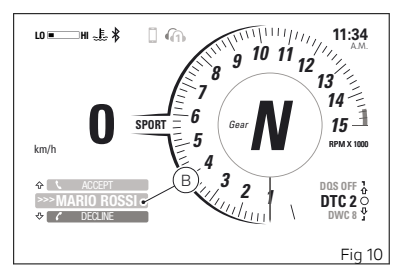 LO HI
11:34
A.M.
1
0
km/h
SPORT
Gear N
1
2
3
4
5
6
7
8
9
10
11
12
13
14
15
RPM X 1000
ACCEPT
>>>MARIO ROSSI
DECLINE
B
DQS OFF
DTC 2
DWC 8
Fig 10